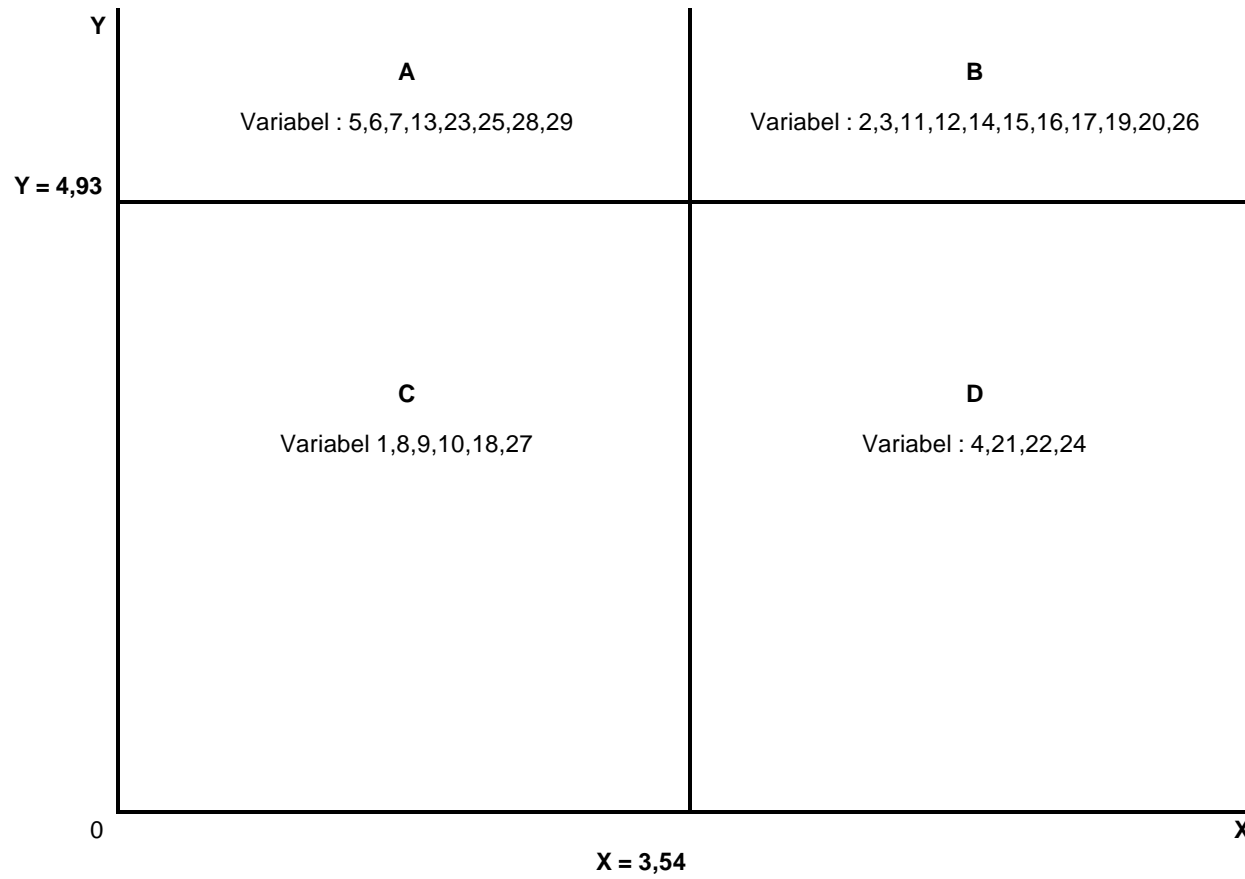 Y
A
B
Variabel : 5,6,7,13,23,25,28,29
Variabel : 2,3,11,12,14,15,16,17,19,20,26
Y = 4,93
C
D
Variabel 1,8,9,10,18,27
Variabel : 4,21,22,24
0
X
X = 3,54